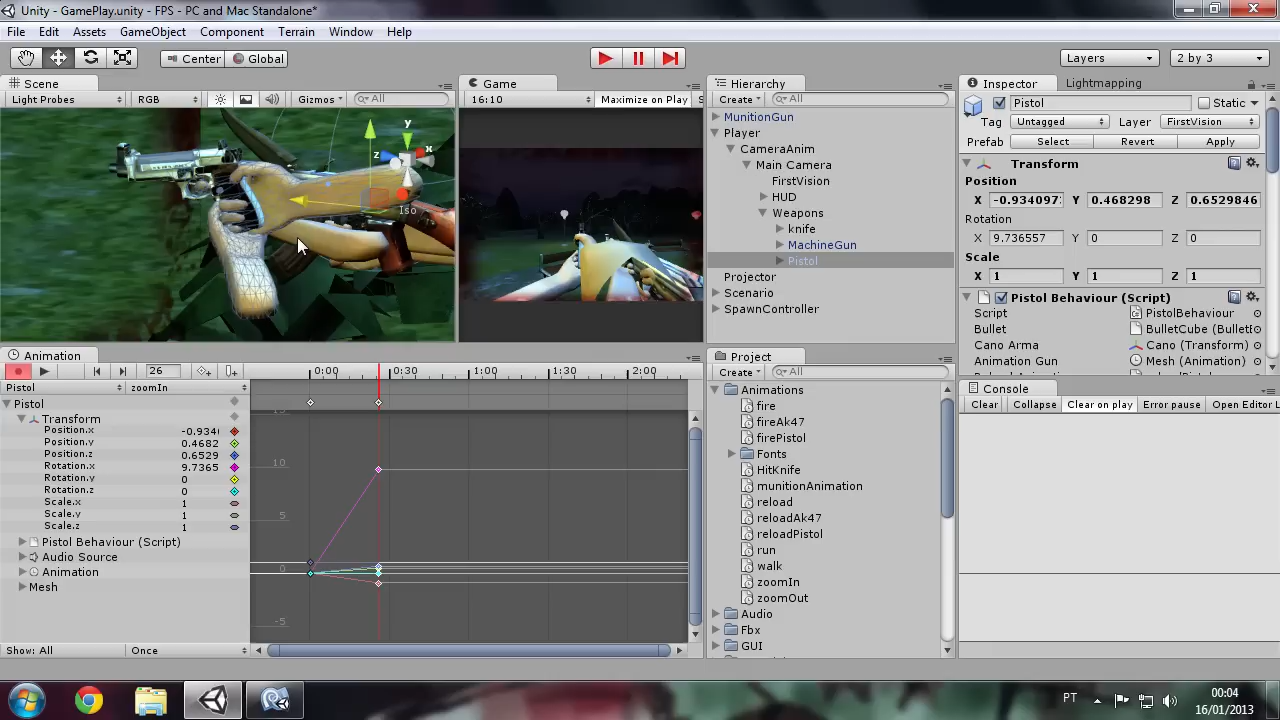 Unity - GamePlay.unity - FPS - PC and Mac Standalone*
File Edit Assets GameObject Component Terrain Window Help
Center Global Layers 2 by 3
Scene
Light Probes RGB Gizmos All
y
z
x
Iso
Game
16:10 Maximize on Play
Hierarchy
Create All
MunitionGun
Player
CameraAnim
Main Camera
FirstVision
HUD
Weapons
knife
MachineGun
Pistol
Projector
Scenario
SpawnController
Inspector Lightmapping
Pistol Static
Tag Untagged Layer FirstVision
Prefab Select Revert Apply
Transform
Position
X -0.934097 Y 0.468298 Z 0.6529846
Rotation
X 9.736557 Y 0 Z 0
Scale
X 1 Y 1 Z 1
Pistol Behaviour (Script)
Script PistolBehaviour
Bullet BulletCube (Bullet
Cano Arma Cano (Transform)
Animation Gun Mesh (Animation)
Animation
26 0:00 0:30 1:00 1:30 2:00
Pistol zoomIn
Pistol
Transform
Position.x -0.934
Position.y 0.4682
Position.z 0.6529
Rotation.x 9.7365
Rotation.y 0
Rotation.z 0
Scale.x 1
Scale.y 1
Scale.z 1
Pistol Behaviour (Script)
Audio Source
Animation
Mesh
10
5
0
-5
Show: All Once
Project
Create All
Animations
fire
fireAk47
firePistol
Fonts
HitKnife
munitionAnimation
reload
reloadAk47
reloadPistol
run
walk
zoomIn
zoomOut
Audio
Fbx
GUI
Console
Clear Collapse Clear on play Error pause Open Editor L
PT
00:04
16/01/2013